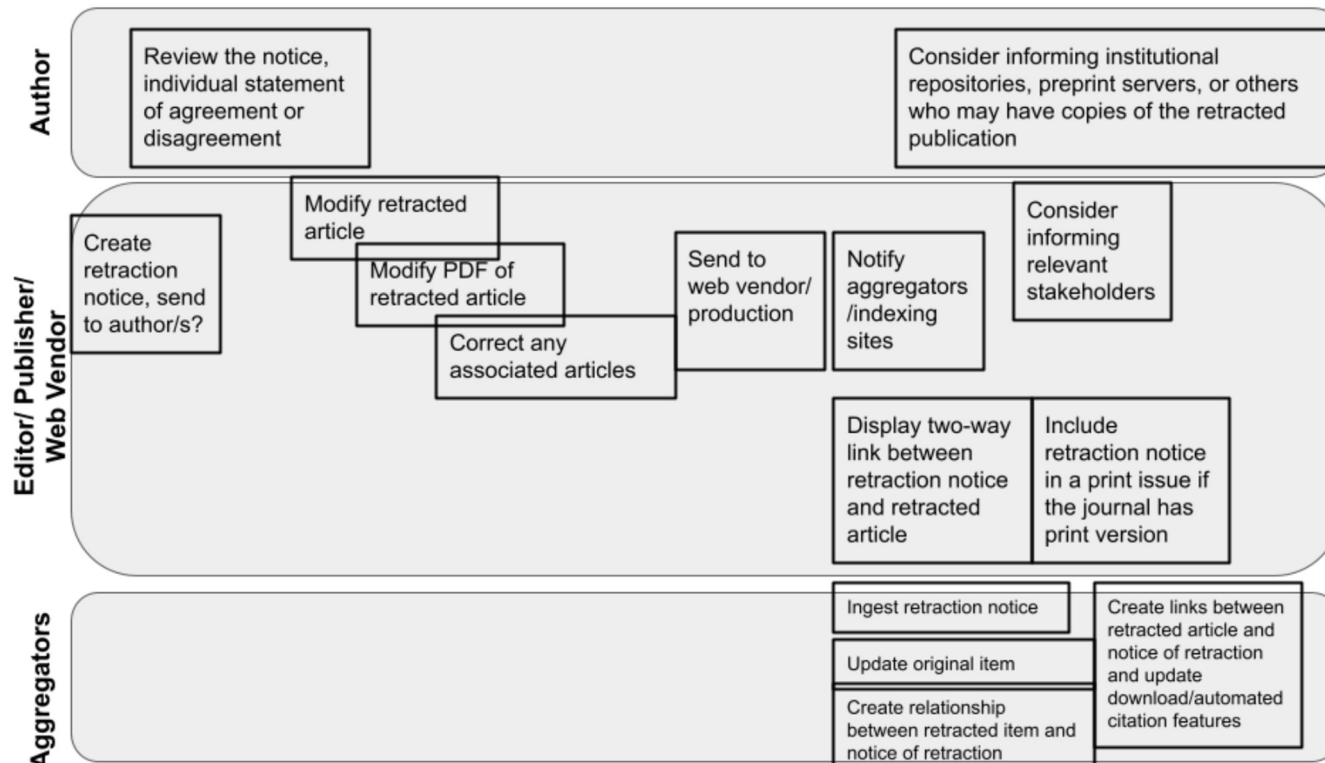 Author
Review the notice,
individual statement
of agreement or
disagreement
Consider informing institutional
repositories, preprint servers, or others
who may have copies of the retracted
publication
Editor/ Publisher/
Web Vendor
Create
retraction
notice, send
to author/s?
Modify retracted
article
Modify PDF of
retracted article
Correct any
associated articles
Send to
web vendor/
production
Notify
aggregators
/indexing
sites
Consider
informing
relevant
stakeholders
Display two-way
link between
retraction notice
and retracted
article
Include
retraction notice
in a print issue if
the journal has
print version
Aggregators
Ingest retraction notice
Update original item
Create relationship
between retracted item and
notice of retraction
Create links between
retracted article and
notice of retraction
and update
download/automated
citation features